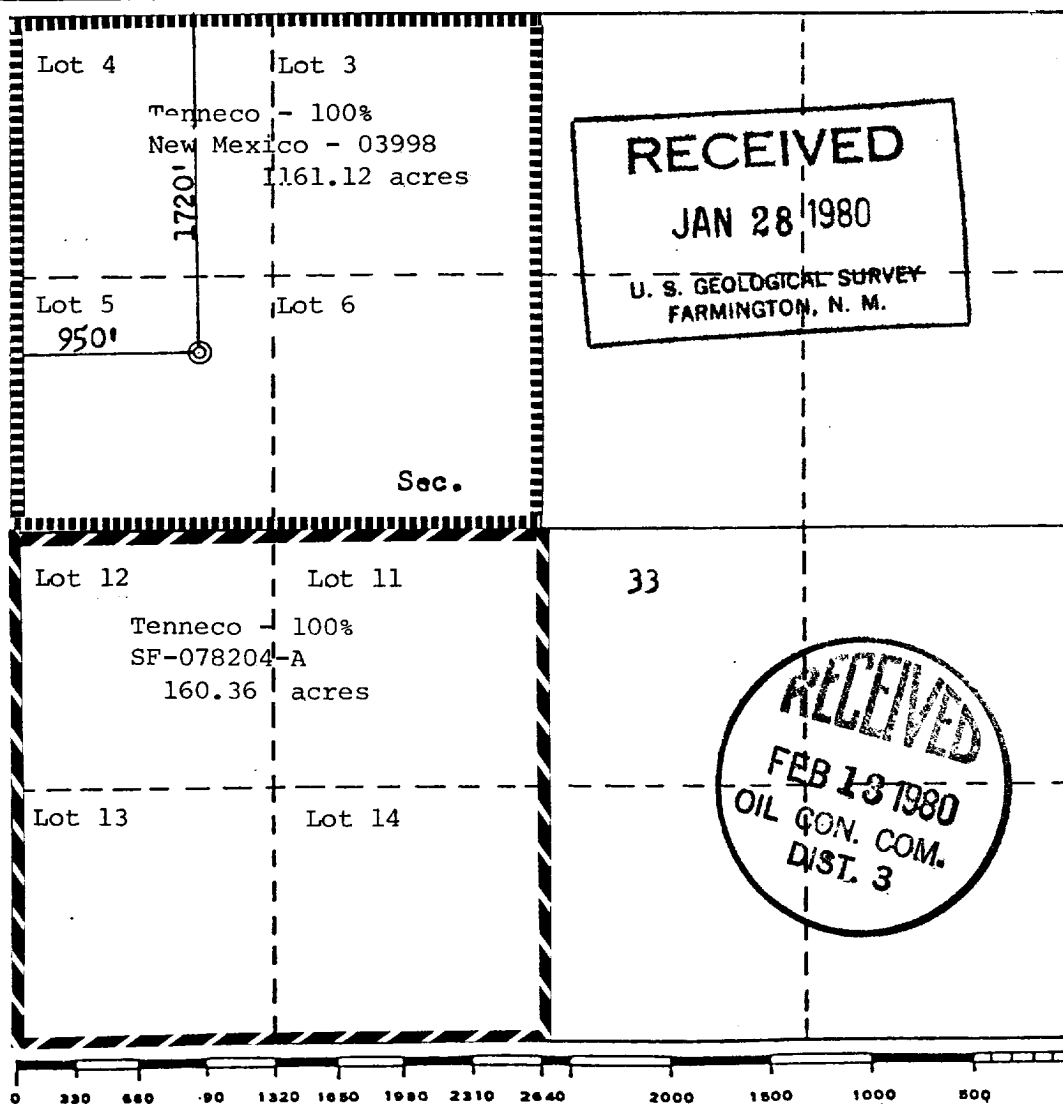 Lot 4
Lot 3
Tenneco - 100%
New Mexico - 03998
161.12 acres
1720'
Lot 5
Lot 6
950'
Sec.
RECEIVED
JAN 28 1980
U. S. GEOLOGICAL SURVEY
FARMINGTON, N. M.
Lot 12
Lot 11
33
Tenneco - 100%
SF-078204-A
160.36 acres
Lot 13
Lot 14
RECEIVED
FEB 13 1980
OIL CON. COM.
DIST. 3
0 330 660 90 1320 1650 1980 2310 2640 2000 1500 1000 500